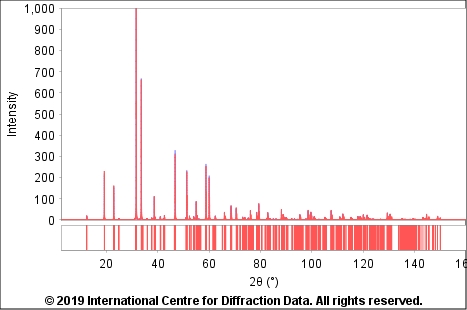 1,000
900
800
700
600
500
400
300
200
100
0
Intensity
20 40 60 80 100 120 140 16
2θ (°)
© 2019 International Centre for Diffraction Data. All rights reserved.